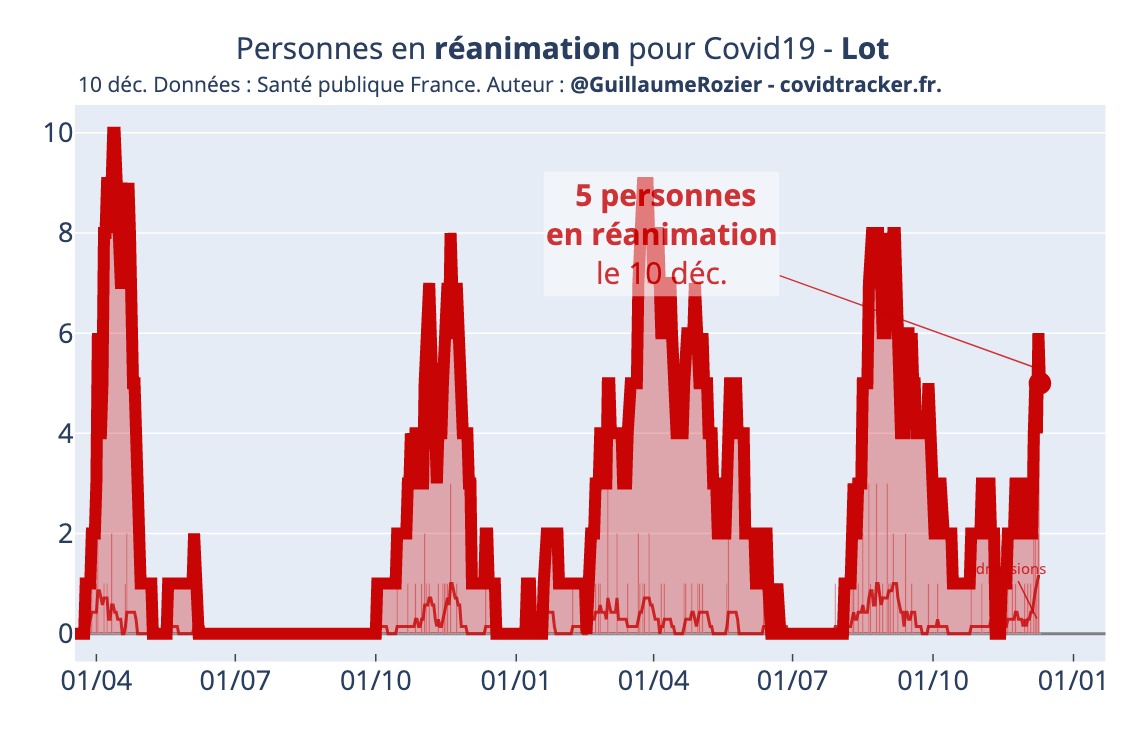 Personnes en réanimation pour Covid19 - Lot
10 déc. Données : Santé publique France. Auteur : @GuillaumeRozier - covidtracker.fr.
10
8
6
4
2
0
5 personnes
en réanimation
le 10 déc.
01/04
01/07
01/10
01/01
01/04
01/07
01/10
01/01